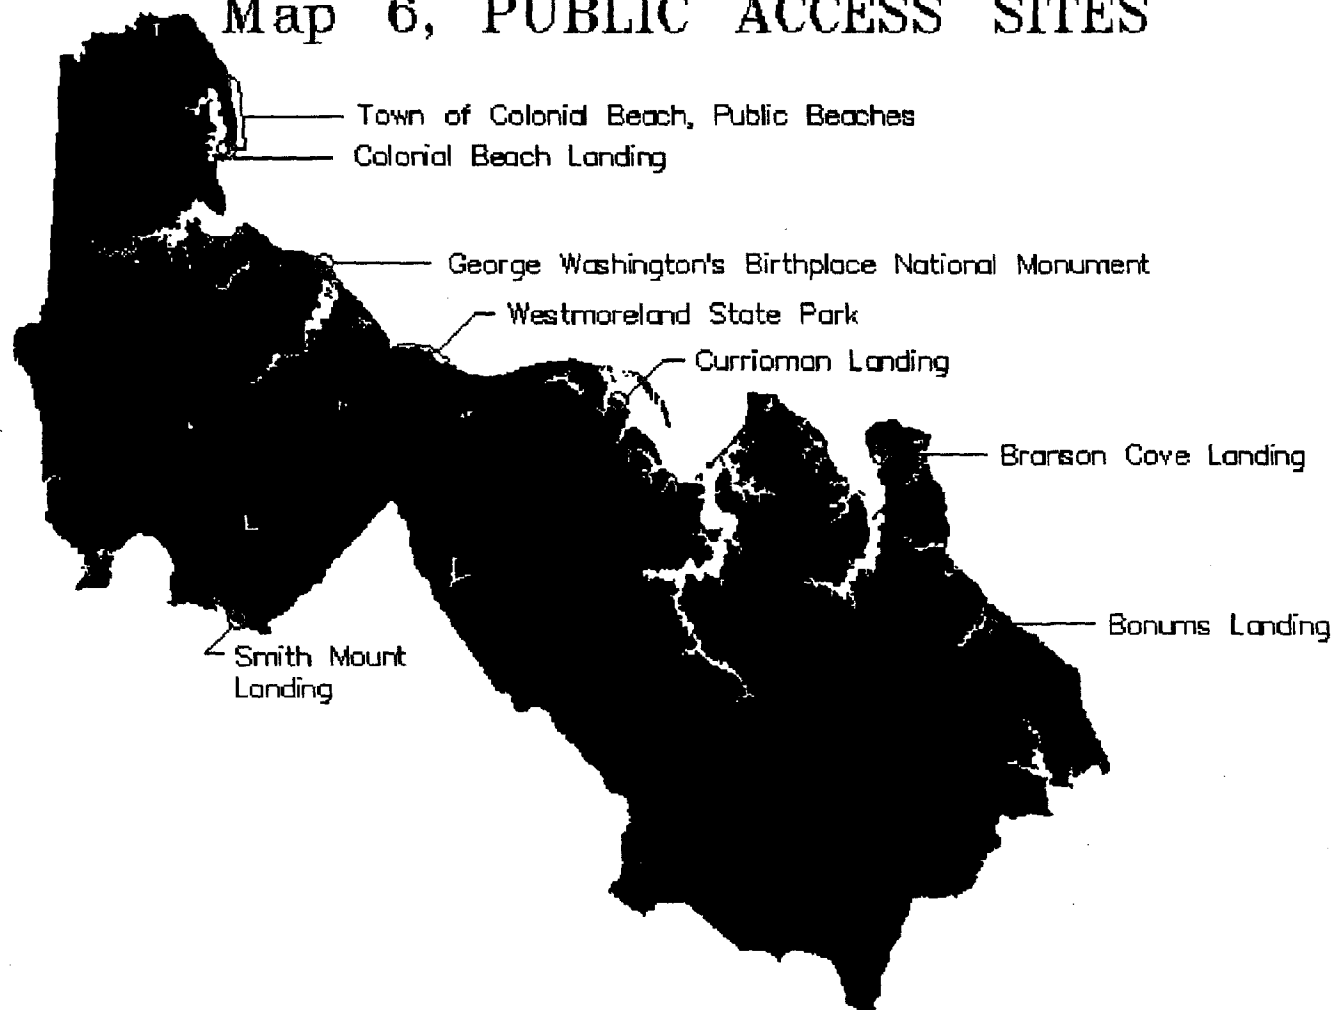 Map 6, PUBLIC ACCESS SITES
Town of Colonial Beach, Public Beaches
Colonial Beach Landing
George Washington's Birthplace National Monument
Westmoreland State Park
Currioman Landing
Branson Cove Landing
Bonums Landing
Smith Mount
Landing